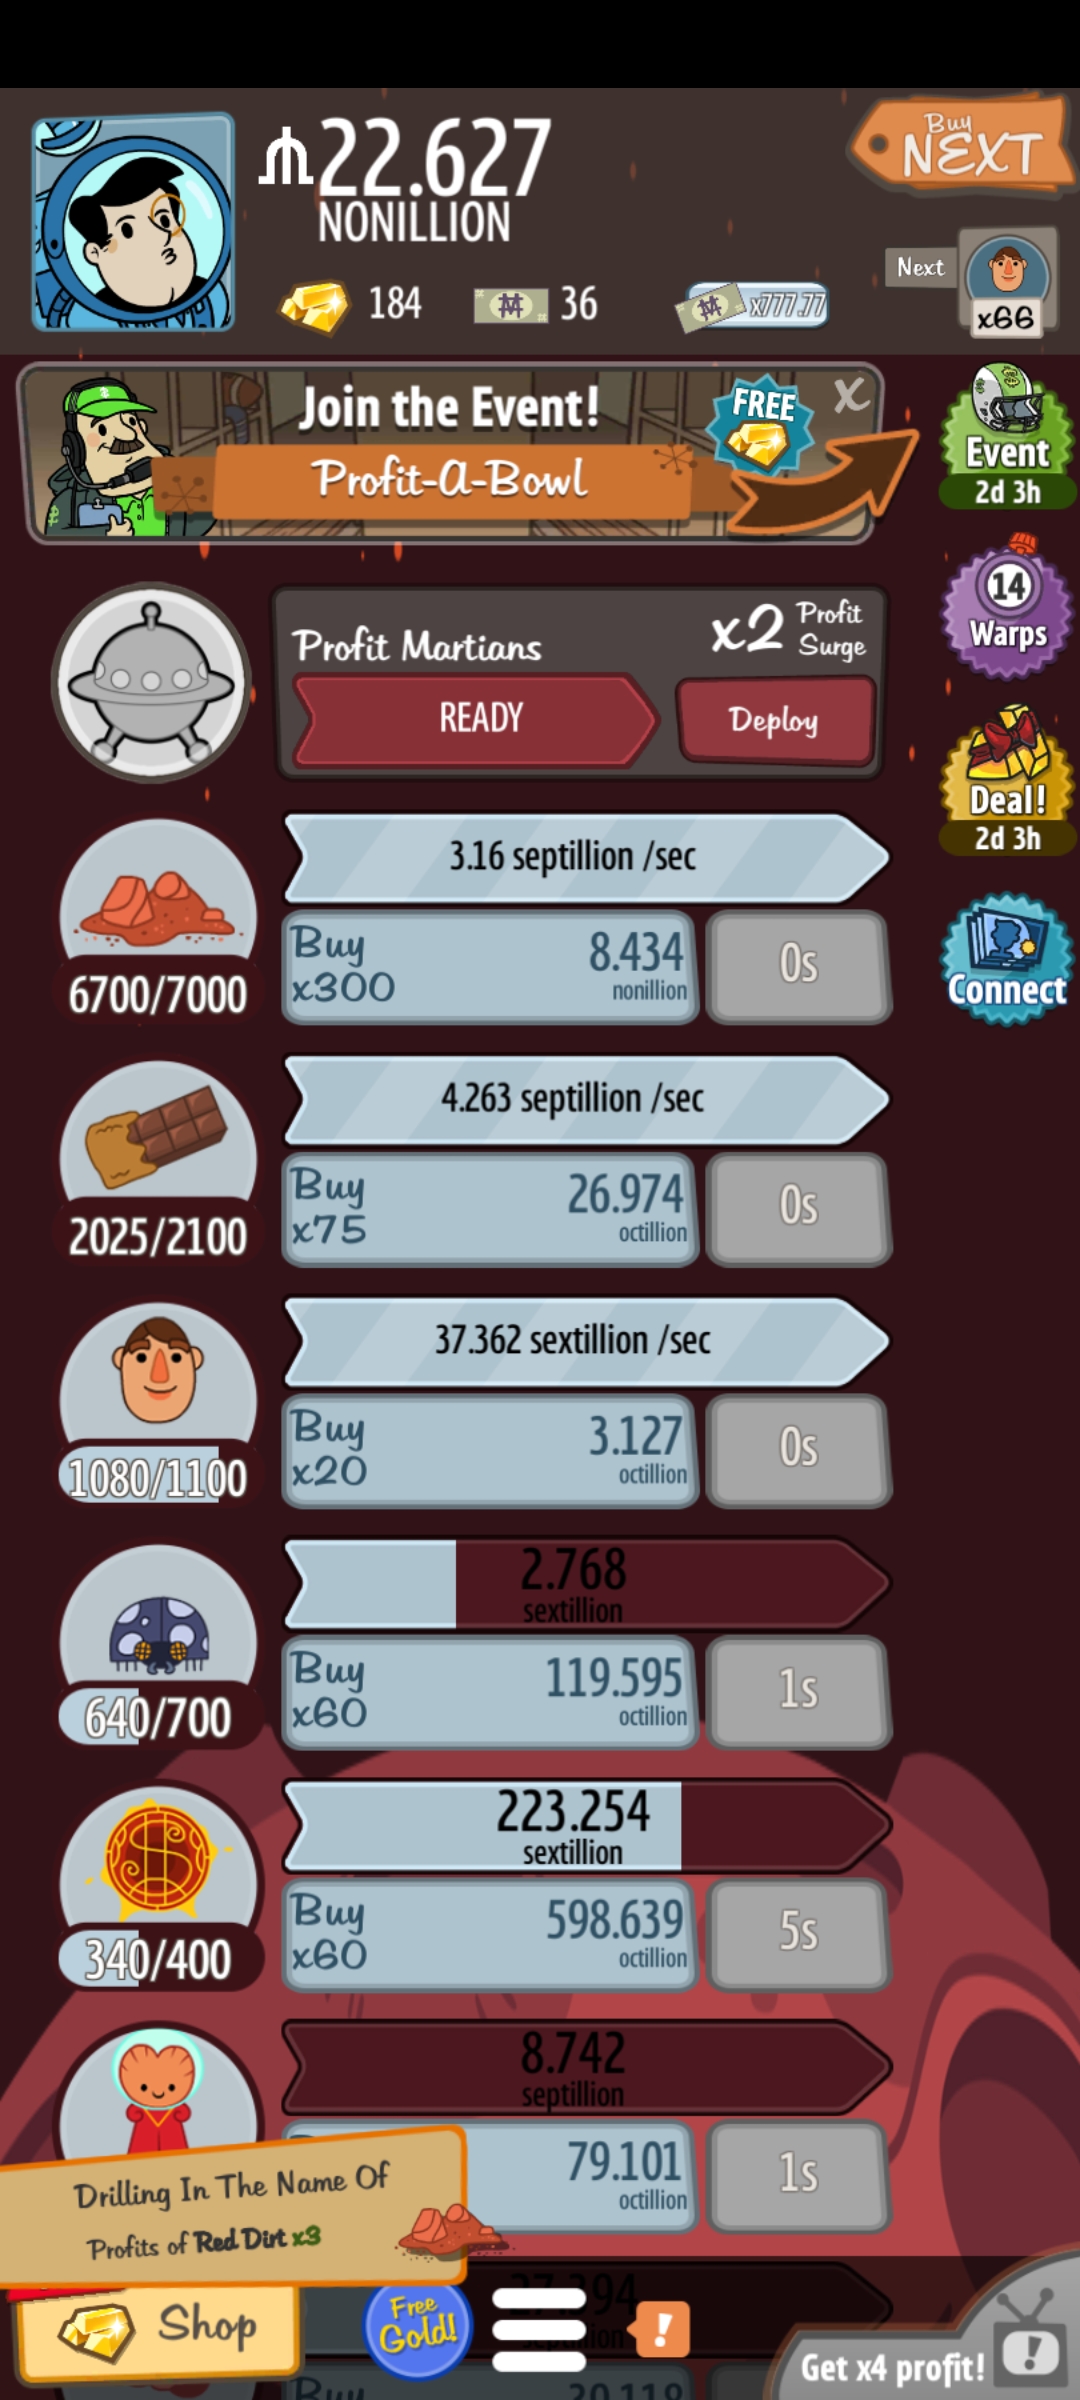 22.627
NONILLION
Buy
NEXT
184
36
x777.77
Next
x66
Join the Event!
Profit-A-Bowl
FREE
X
Event
2d 3h
14
Warps
Profit Martians
x2 Profit
Surge
READY
Deploy
Deal!
2d 3h
3.16 septillion /sec
Buy
x300
8.434
nonillion
0s
6700/7000
Connect
4.263 septillion /sec
Buy
x75
26.974
octillion
0s
2025/2100
37.362 sextillion /sec
Buy
x20
3.127
octillion
0s
1080/1100
2.768
sextillion
Buy
x60
119.595
octillion
1s
640/700
223.254
sextillion
Buy
x60
598.639
octillion
5s
340/400
8.742
septillion
79.101
octillion
1s
Drilling In The Name Of
Profits of Red Dirt x3
Shop
Free
Gold!
!
Get x4 profit!
!
Buy